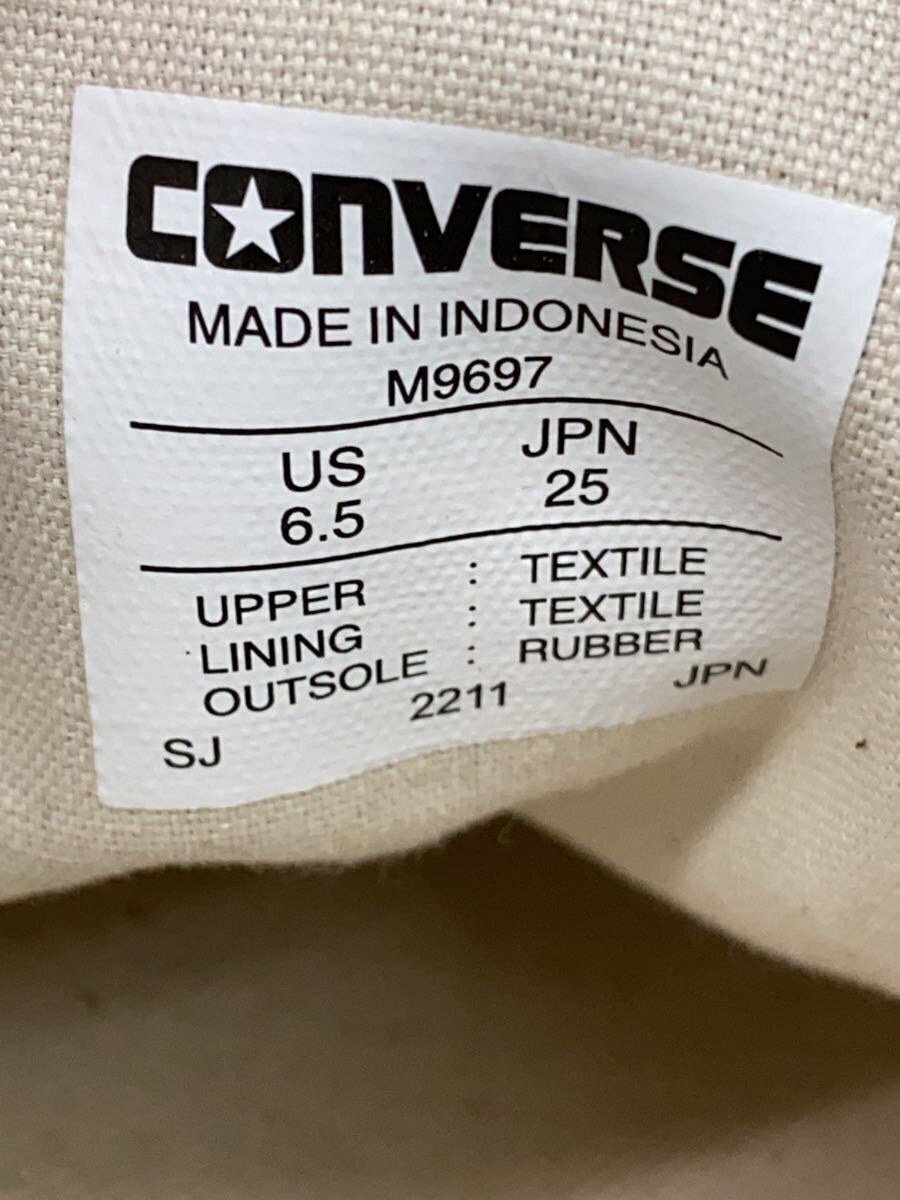 CONVERSE
MADE IN INDONESIA
M9697
US JPN
6.5 25
UPPER : TEXTILE
LINING : TEXTILE
OUTSOLE : RUBBER
SJ 2211 JPN